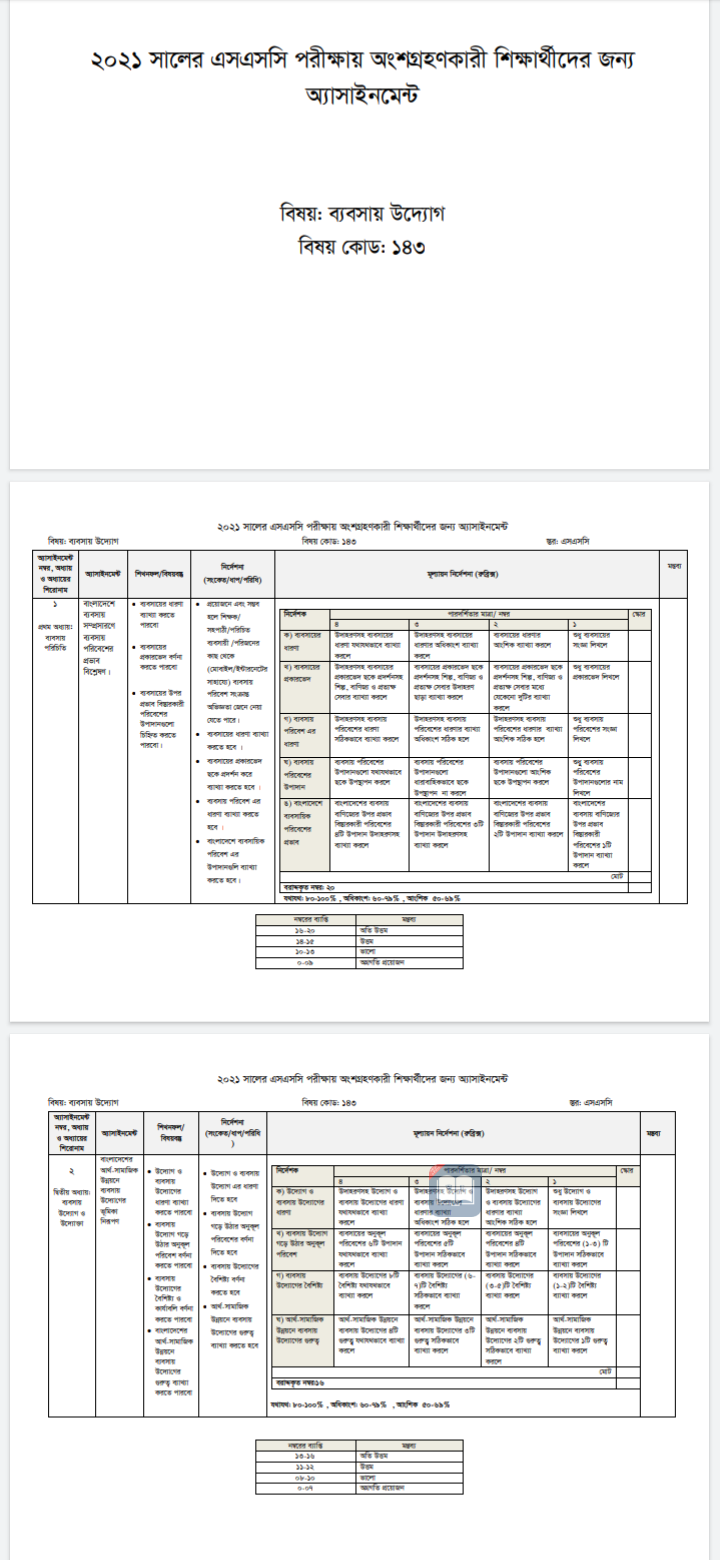 ২০২১ সালের এসএসসি পরীক্ষায় অংশগ্রহণকারী শিক্ষার্থীদের জন্য
অ্যাসাইনমেন্ট
বিষয়: ব্যবসায় উদ্যোগ
বিষয় কোড: ১৪৩
২০২১ সালের এসএসসি পরীক্ষায় অংশগ্রহণকারী শিক্ষার্থীদের জন্য অ্যাসাইনমেন্ট
বিষয়: ব্যবসায় উদ্যোগ
বিষয় কোড: ১৪৩
স্তর: এসএসসি
অ্যাসাইনমেন্ট
নম্বর, অধ্যায়
ও অধ্যায়ের
শিরোনাম
অ্যাসাইনমেন্ট
শিখনফল/বিষয়বস্তু
নির্দেশনা
(সংকেত/ধাপ/পরিধি)
মূল্যায়ন নির্দেশনা (রুব্রিক্স)
মন্তব্য
১
প্রথম অধ্যায়:
ব্যবসায়
পরিচিতি
বাংলাদেশে
ব্যবসায়
সম্প্রসারণে
ব্যবসায়
পরিবেশের
প্রভাব
বিশ্লেষণ।
• ব্যবসায়ের ধারণা
ব্যাখ্যা করতে
পারবো
• ব্যবসায়ের
প্রকারভেদ বর্ণনা
করতে পারবো
• ব্যবসায়ের উপর
প্রভাব বিস্তারকারী
পরিবেশের
উপাদানগুলো
চিহ্নিত করতে
পারবো।
• প্রয়োজনে এবং সম্ভব
হলে শিক্ষক/
সহপাঠী/পরিচিত
ব্যবসায়ী /পরিজনের
কাছ থেকে
(মোবাইল/ইন্টারনেটের
সাহায্যে) ব্যবসায়
পরিবেশ সংক্রান্ত
অভিজ্ঞতা জেনে নেয়া
যেতে পারে।
• ব্যবসায়ের ধারণা ব্যাখ্যা
করতে হবে ।
• ব্যবসায়ের প্রকারভেদ
ছকে প্রদর্শন করে
ব্যাখ্যা করতে হবে ।
• ব্যবসায় পরিবেশ এর
ধারণা ব্যাখ্যা করতে
হবে ।
• বাংলাদেশে ব্যবসায়িক
পরিবেশ এর
উপাদানগুলি ব্যাখ্যা
করতে হবে।
নির্দেশক
পারদর্শিতার মাত্রা/ নম্বর
স্কোর
৪
৩
২
১
ক) ব্যবসায়ের
ধারণা
উদাহরণসহ ব্যবসায়ের
ধারণা যথাযথভাবে ব্যাখ্যা
করলে
উদাহরণসহ ব্যবসায়ের
ধারণার অধিকাংশ ব্যাখ্যা
করলে
ব্যবসায়ের ধারণার
আংশিক ব্যাখ্যা করলে
শুধু ব্যবসায়ের
সংজ্ঞা লিখলে
খ) ব্যবসায়ের
প্রকারভেদ
উদাহরণসহ ব্যবসায়ের
প্রকারভেদ ছকে প্রদর্শনসহ
শিল্প, বাণিজ্য ও প্রত্যক্ষ
সেবার ব্যাখ্যা করলে
ব্যবসায়ের প্রকারভেদ ছকে
প্রদর্শনসহ শিল্প, বাণিজ্য ও
প্রত্যক্ষ সেবার উদাহরণ
ছাড়া ব্যাখ্যা করলে
ব্যবসায়ের প্রকারভেদ ছকে
প্রদর্শনসহ শিল্প, বাণিজ্য ও
প্রত্যক্ষ সেবার মধ্যে
যেকোনো দুটির ব্যাখ্যা
করলে
শুধু ব্যবসায়ের
প্রকারভেদ লিখলে
গ) ব্যবসায়
পরিবেশ এর
ধারণা
উদাহরণসহ ব্যবসায়
পরিবেশের ধারণা
সঠিকভাবে ব্যাখ্যা করলে
উদাহরণসহ ব্যবসায়
পরিবেশের ধারণার ব্যাখ্যা
অধিকাংশ সঠিক হলে
উদাহরণসহ ব্যবসায়
পরিবেশের ধারণার ব্যাখ্যা
আংশিক সঠিক হলে
শুধু ব্যবসায়
পরিবেশের সংজ্ঞা
লিখলে
ঘ) ব্যবসায়
পরিবেশের
উপাদান
ব্যবসায় পরিবেশের
উপাদানগুলো যথাযথভাবে
ছকে উপস্থাপন করলে
ব্যবসায় পরিবেশের
উপাদানগুলো
ধারাবাহিকভাবে ছকে
উপস্থাপন না করলে
ব্যবসায় পরিবেশের
উপাদানগুলো আংশিক
ছকে উপস্থাপন করলে
শুধু ব্যবসায়
পরিবেশের
উপাদানগুলোর নাম
লিখলে
ঙ) বাংলাদেশে
ব্যবসায়িক
পরিবেশের
প্রভাব
বাংলাদেশের ব্যবসায়
বাণিজ্যের উপর প্রভাব
বিস্তারকারী পরিবেশের
৪টি উপাদান উদাহরণসহ
ব্যাখ্যা করলে
বাংলাদেশের ব্যবসায়
বাণিজ্যের উপর প্রভাব
বিস্তারকারী পরিবেশের ৩টি
উপাদান উদাহরণসহ
ব্যাখ্যা করলে
বাংলাদেশের ব্যবসায়
বাণিজ্যের উপর প্রভাব
বিস্তারকারী পরিবেশের
২টি উপাদান ব্যাখ্যা করলে
বাংলাদেশের
ব্যবসায় বাণিজ্যের
উপর প্রভাব
বিস্তারকারী
পরিবেশের ১টি
উপাদান ব্যাখ্যা
করলে
মোট
বরাদ্দকৃত নম্বর: ২০
যথাযথ: ৮০-১০০% , অধিকাংশ: ৬০-৭৯% , আংশিক ৫০-৬৯%
নম্বরের ব্যাপ্তি
মন্তব্য
১৬-২০
অতি উত্তম
১৪-১৫
উত্তম
১০-১৩
ভালো
০-০৯
অগ্রগতি প্রয়োজন
২০২১ সালের এসএসসি পরীক্ষায় অংশগ্রহণকারী শিক্ষার্থীদের জন্য অ্যাসাইনমেন্ট
বিষয়: ব্যবসায় উদ্যোগ
বিষয় কোড: ১৪৩
স্তর: এসএসসি
অ্যাসাইনমেন্ট
নম্বর, অধ্যায়
ও অধ্যায়ের
শিরোনাম
অ্যাসাইনমেন্ট
শিখনফল/
বিষয়বস্তু
নির্দেশনা
(সংকেত/ধাপ/পরিধি
)
মূল্যায়ন নির্দেশনা (রুব্রিক্স)
মন্তব্য
২
দ্বিতীয় অধ্যায়:
ব্যবসায়
উদ্যোগ ও
উদ্যোক্তা
বাংলাদেশের
আর্থ-সামাজিক
উন্নয়নে
ব্যবসায়
উদ্যোগের
ভূমিকা
নিরূপণ
• উদ্যোগ ও
ব্যবসায়
উদ্যোগের
ধারণা ব্যাখ্যা
করতে পারবো
• ব্যবসায়
উদ্যোগ গড়ে
উঠার অনুকূল
পরিবেশ বর্ণনা
করতে পারবো
• ব্যবসায়
উদ্যোগের
বৈশিষ্ট্য ও
কার্যাবলি বর্ণনা
করতে পারবো
• বাংলাদেশের
আর্থ-সামাজিক
উন্নয়নে
ব্যবসায়
উদ্যোগের
গুরুত্ব ব্যাখ্যা
করতে পারবো
• উদ্যোগ ও ব্যবসায়
উদ্যোগ এর ধারণা
দিতে হবে
• ব্যবসায় উদ্যোগ
গড়ে উঠার অনুকূল
পরিবেশের বর্ণনা
দিতে হবে
• ব্যবসায় উদ্যোগের
বৈশিষ্ট্য বর্ণনা
করতে হবে
• আর্থ-সামাজিক
উন্নয়নে ব্যবসায়
উদ্যোগের গুরুত্ব
ব্যাখ্যা করতে হবে
নির্দেশক
পারদর্শিতার মাত্রা/ নম্বর
স্কোর
৪
৩
২
১
ক) উদ্যোগ ও
ব্যবসায় উদ্যোগের
ধারণা
উদাহরণসহ উদ্যোগ ও
ব্যবসায় উদ্যোগের ধারণা
যথাযথভাবে ব্যাখ্যা
করলে
উদাহরণসহ উদ্যোগ ও
ব্যবসায় উদ্যোগের
ধারণার ব্যাখ্যা
অধিকাংশ সঠিক হলে
উদাহরণসহ উদ্যোগ
ও ব্যবসায় উদ্যোগের
ধারণার ব্যাখ্যা
আংশিক সঠিক হলে
শুধু উদ্যোগ ও
ব্যবসায় উদ্যোগের
সংজ্ঞা লিখলে
খ) ব্যবসায় উদ্যোগ
গড়ে উঠার অনুকূল
পরিবেশ
ব্যবসায়ের অনুকূল
পরিবেশের ৬টি উপাদান
যথাযথভাবে ব্যাখ্যা
করলে
ব্যবসায়ের অনুকূল
পরিবেশের ৫টি
উপাদান সঠিকভাবে
ব্যাখ্যা করলে
ব্যবসায়ের অনুকূল
পরিবেশের ৪টি
উপাদান সঠিকভাবে
ব্যাখ্যা করলে
ব্যবসায়ের অনুকূল
পরিবেশের (১-৩) টি
উপাদান সঠিকভাবে
ব্যাখ্যা করলে
গ) ব্যবসায়
উদ্যোগের বৈশিষ্ট্য
ব্যবসায় উদ্যোগের ৮টি
বৈশিষ্ট্য যথাযথভাবে
ব্যাখ্যা করলে
ব্যবসায় উদ্যোগের (৬-
৭)টি বৈশিষ্ট্য
সঠিকভাবে ব্যাখ্যা
করলে
ব্যবসায় উদ্যোগের
(৩-৫)টি বৈশিষ্ট্য
ব্যাখ্যা করলে
ব্যবসায় উদ্যোগের
(১-২)টি বৈশিষ্ট্য
ব্যাখ্যা করলে
ঘ) আর্থ-সামাজিক
উন্নয়নে ব্যবসায়
উদ্যোগের গুরুত্ব
আর্থ-সামাজিক উন্নয়নে
ব্যবসায় উদ্যোগের ৪টি
গুরুত্ব যথাযথভাবে ব্যাখ্যা
করলে
আর্থ-সামাজিক উন্নয়নে
ব্যবসায় উদ্যোগের ৩টি
গুরুত্ব সঠিকভাবে
ব্যাখ্যা করলে
আর্থ-সামাজিক
উন্নয়নে ব্যবসায়
উদ্যোগের ২টি গুরুত্ব
সঠিকভাবে ব্যাখ্যা
করলে
আর্থ-সামাজিক
উন্নয়নে ব্যবসায়
উদ্যোগের ১টি গুরুত্ব
ব্যাখ্যা করলে
মোট
বরাদ্দকৃত নম্বর:১৬
যথাযথ: ৮০-১০০% , অধিকাংশ: ৬০-৭৯% , আংশিক ৫০-৬৯%
নম্বরের ব্যাপ্তি
মন্তব্য
১৩-১৬
অতি উত্তম
১১-১২
উত্তম
০৮-১০
ভালো
০-০৭
অগ্রগতি প্রয়োজন